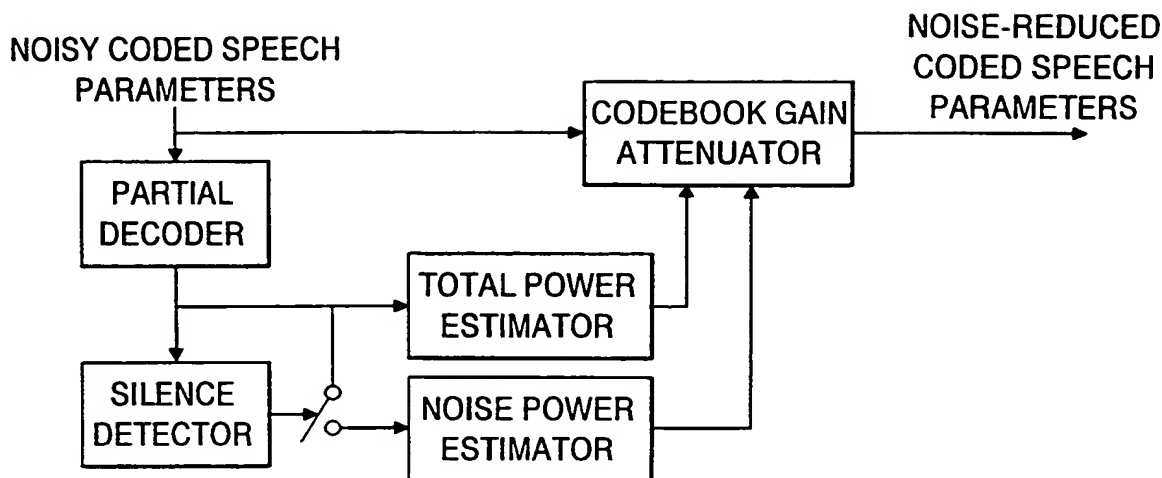 NOISY CODED SPEECH
PARAMETERS
NOISE-REDUCED
CODED SPEECH
PARAMETERS
CODEBOOK GAIN
ATTENUATOR
PARTIAL
DECODER
TOTAL POWER
ESTIMATOR
SILENCE
DETECTOR
NOISE POWER
ESTIMATOR